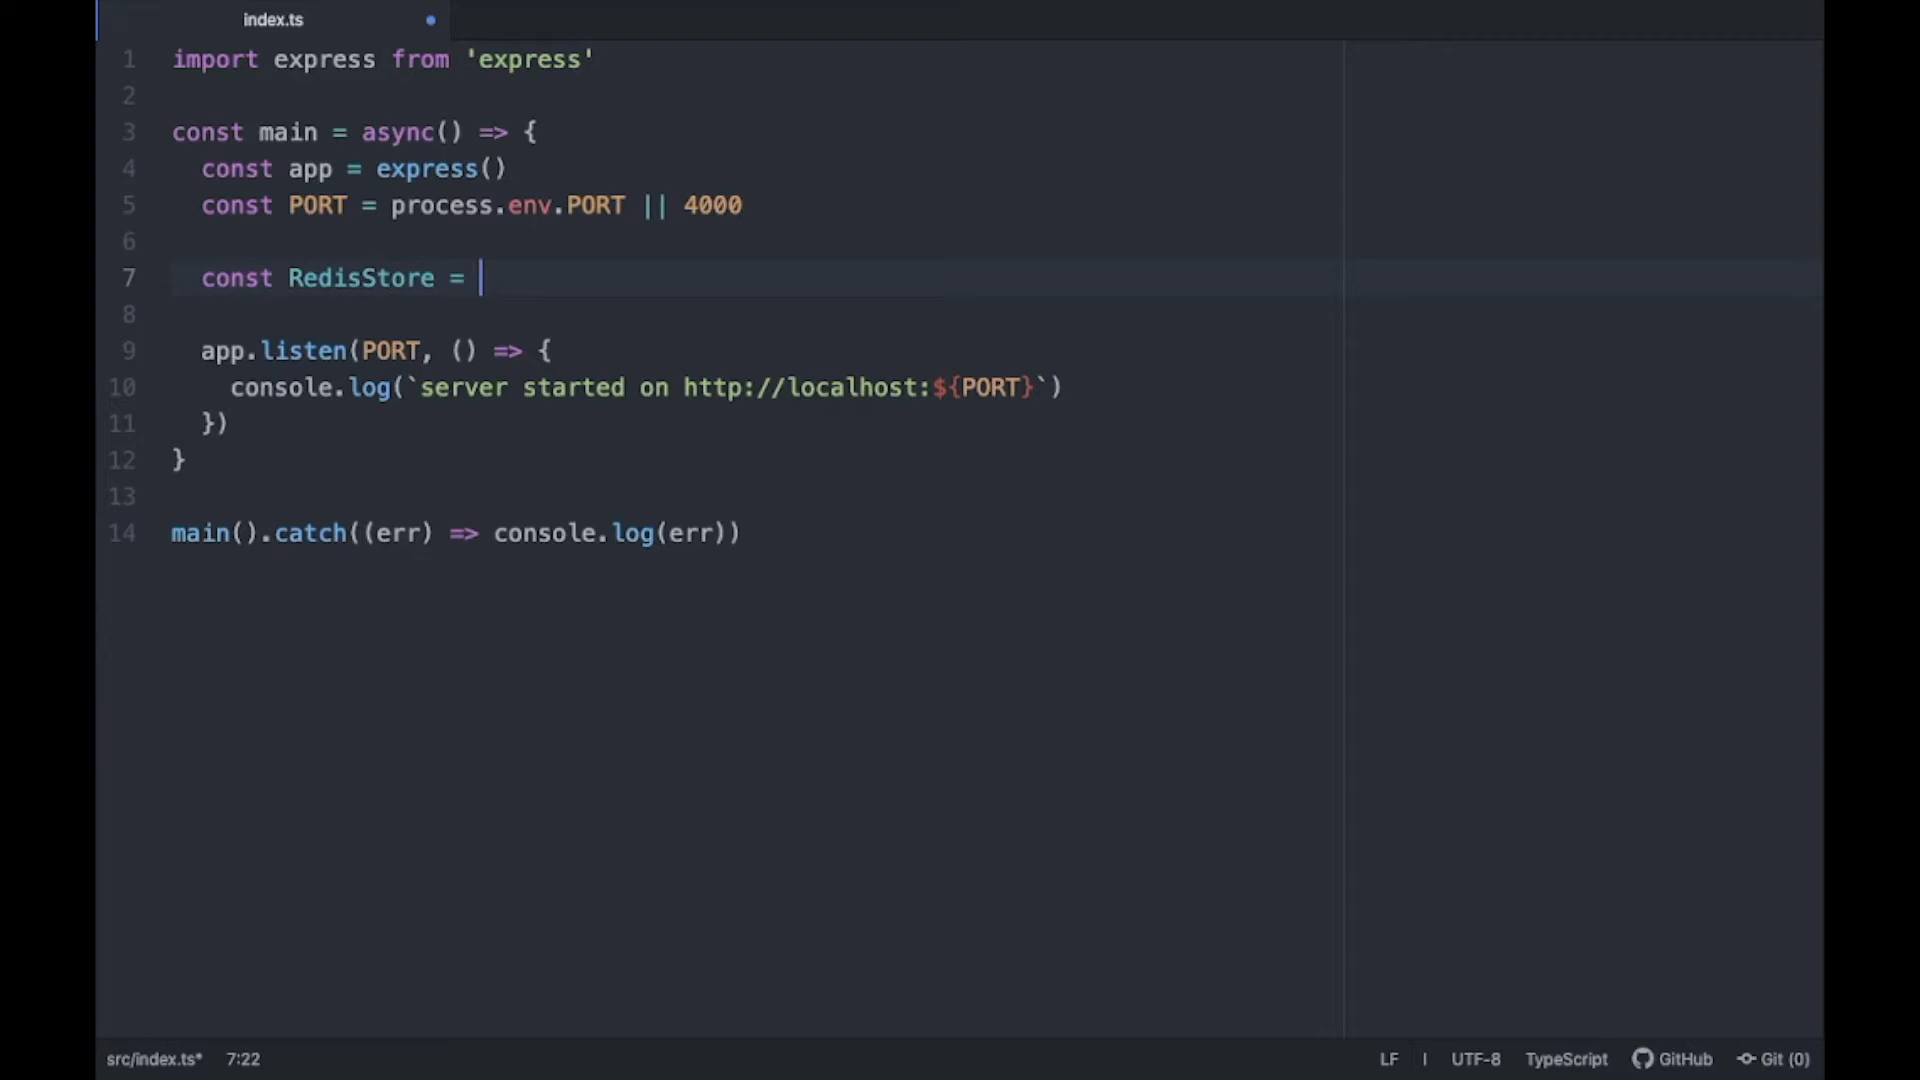 index.ts
1 import express from 'express'
2
3 const main = async() => {
4 const app = express()
5 const PORT = process.env.PORT || 4000
6
7 const RedisStore =
8
9 app.listen(PORT, () => {
10 console.log(`server started on http://localhost:${PORT}`)
11 })
12 }
13
14 main().catch((err) => console.log(err))
src/index.ts* 7:22 LF UTF-8 TypeScript GitHub Git (0)